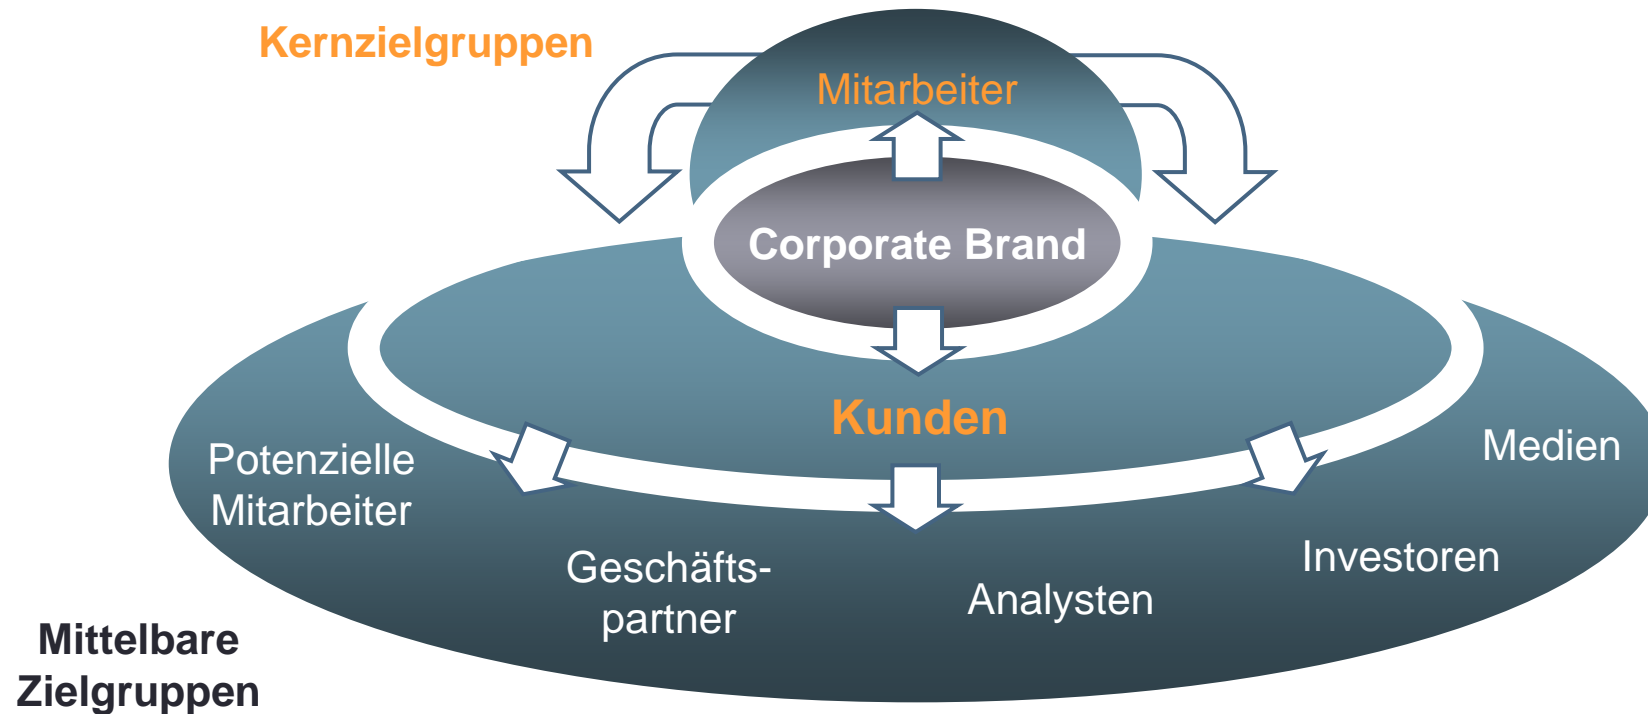 Kernzielgruppen
Mitarbeiter
Corporate Brand
Kunden
Potenzielle
Mitarbeiter
Geschäfts-
partner
Analysten
Investoren
Medien
Mittelbare
Zielgruppen